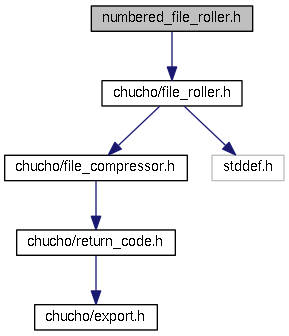 numbered_file_roller.h
chucho/file_roller.h
chucho/file_compressor.h
stddef.h
chucho/return_code.h
chucho/export.h